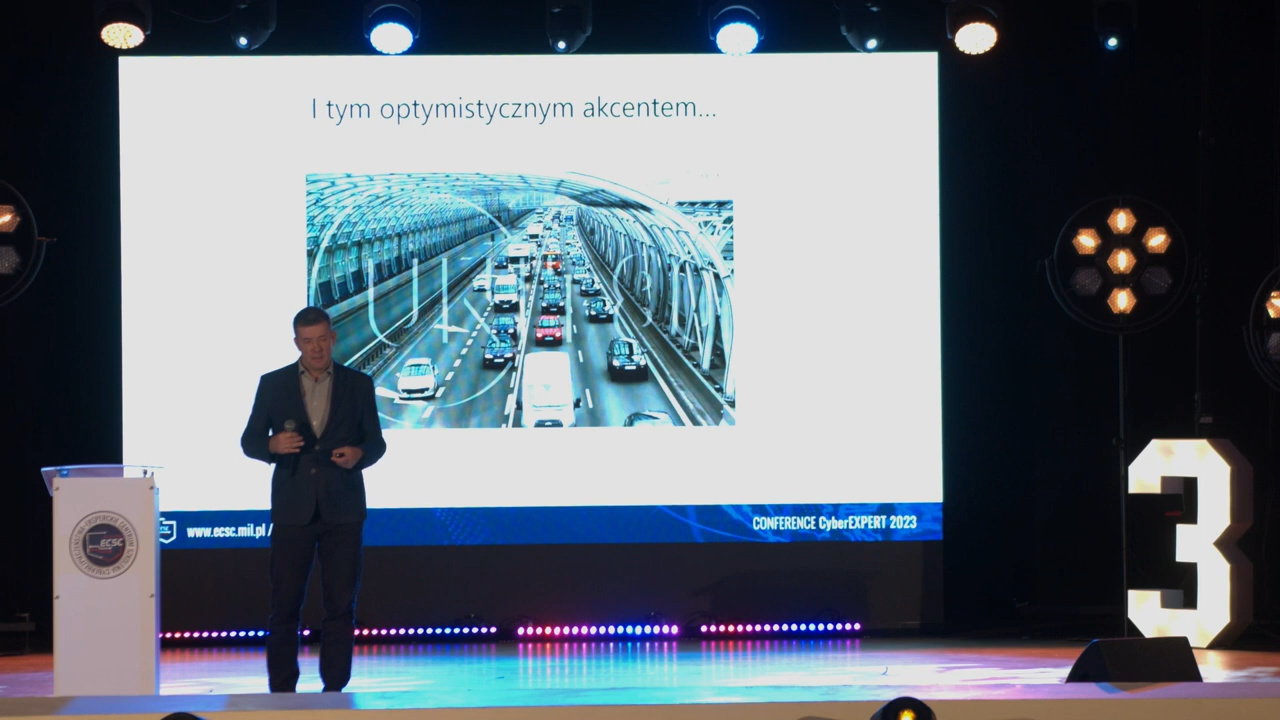 I tym optymistycznym akcentem...
www.ecsc.mil.pl /
CONFERENCE CyberEXPERT 2023
ECSC
3